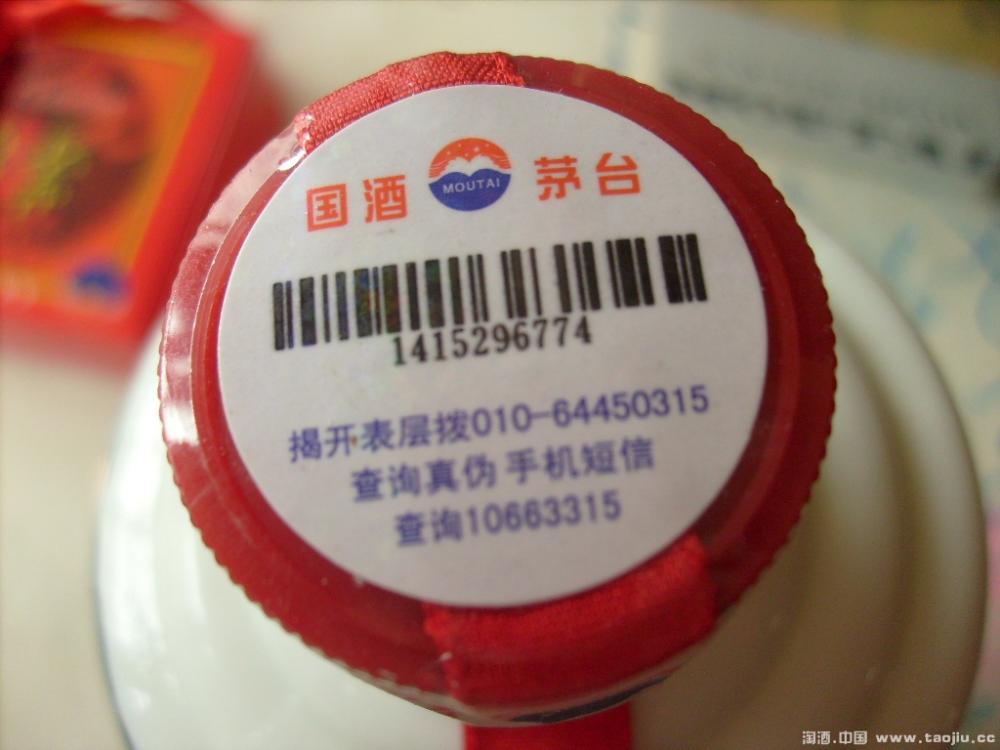 国酒 MOUTAI 茅台
1415296774
揭开表层拨010-64450315
查询真伪 手机短信
查询10663315
淘酒.中国 www.taojiu.cc